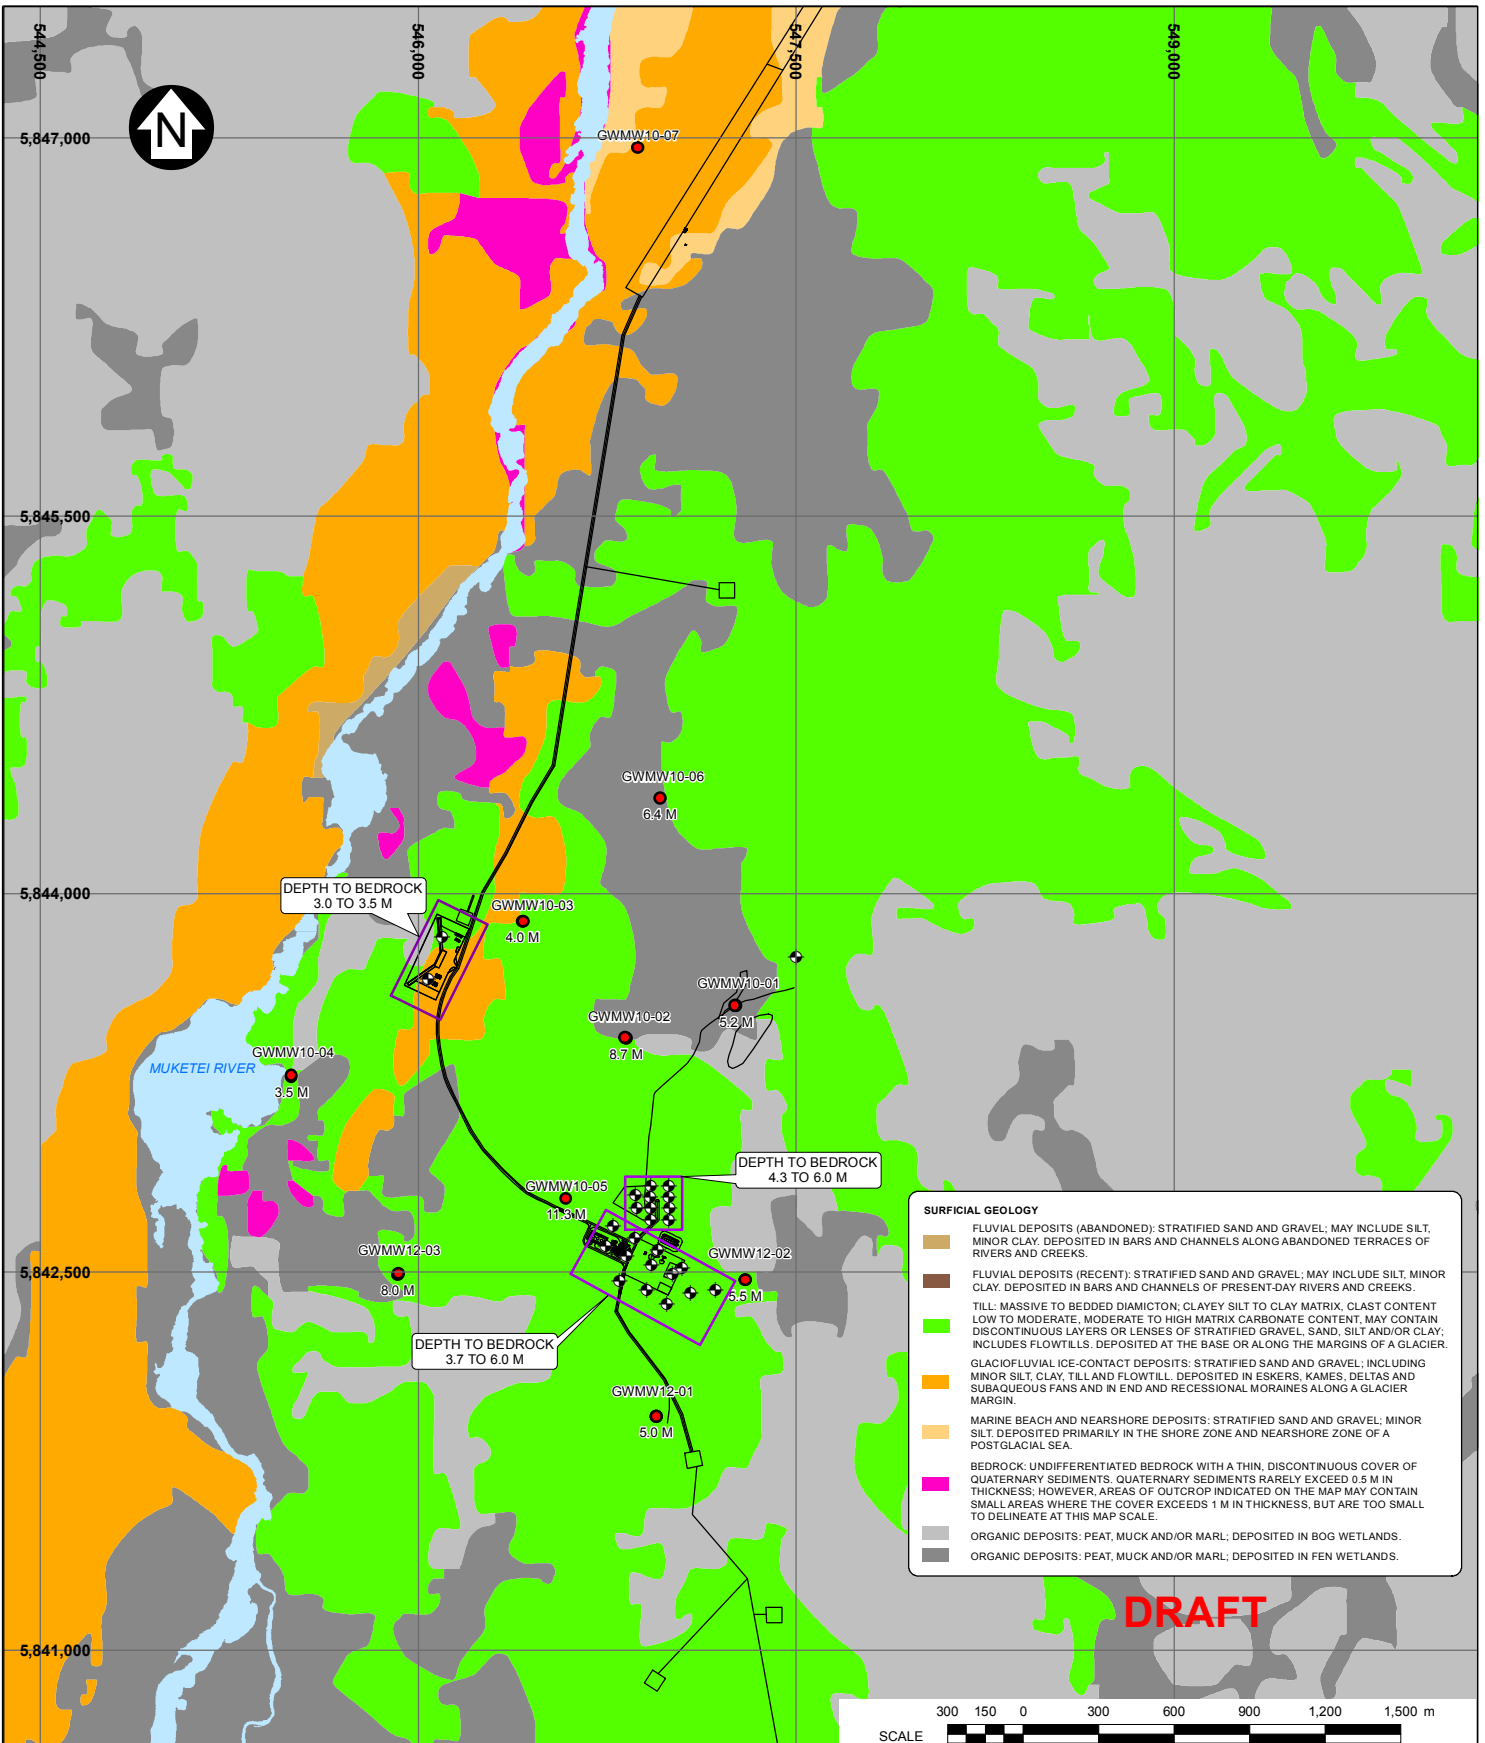 544,500
546,000
547,500
549,000
N
5,847,000
GWMW10-07
5,845,500
GWMW10-06
6.4 M
5,844,000
DEPTH TO BEDROCK
3.0 TO 3.5 M
GWMW10-03
4.0 M
GWMW10-01
5.2 M
GWMW10-02
8.7 M
GWMW10-04
MUKETEI RIVER
3.5 M
DEPTH TO BEDROCK
4.3 TO 6.0 M
GWMW10-05
11.3 M
GWMW12-03
8.0 M
GWMW12-02
5.5 M
5,842,500
DEPTH TO BEDROCK
3.7 TO 6.0 M
GWMW12-01
5.0 M
SURFICIAL GEOLOGY
FLUVIAL DEPOSITS (ABANDONED): STRATIFIED SAND AND GRAVEL; MAY INCLUDE SILT,
MINOR CLAY. DEPOSITED IN BARS AND CHANNELS ALONG ABANDONED TERRACES OF
RIVERS AND CREEKS.
FLUVIAL DEPOSITS (RECENT): STRATIFIED SAND AND GRAVEL; MAY INCLUDE SILT, MINOR
CLAY. DEPOSITED IN BARS AND CHANNELS OF PRESENT-DAY RIVERS AND CREEKS.
TILL: MASSIVE TO BEDDED DIAMICTON; CLAYEY SILT TO CLAY MATRIX, CLAST CONTENT
LOW TO MODERATE, MODERATE TO HIGH MATRIX CARBONATE CONTENT, MAY CONTAIN
DISCONTINUOUS LAYERS OR LENSES OF STRATIFIED GRAVEL, SAND, SILT AND/OR CLAY;
INCLUDES FLOWTILLS. DEPOSITED AT THE BASE OR ALONG THE MARGINS OF A GLACIER.
GLACIOFLUVIAL ICE-CONTACT DEPOSITS: STRATIFIED SAND AND GRAVEL; INCLUDING
MINOR SILT, CLAY, TILL AND FLOWTILL. DEPOSITED IN ESKERS, KAMES, DELTAS AND
SUBAQUEOUS FANS AND IN END AND RECESSIONAL MORAINES ALONG A GLACIER
MARGIN.
MARINE BEACH AND NEARSHORE DEPOSITS: STRATIFIED SAND AND GRAVEL; MINOR
SILT. DEPOSITED PRIMARILY IN THE SHORE ZONE AND NEARSHORE ZONE OF A
POSTGLACIAL SEA.
BEDROCK: UNDIFFERENTIATED BEDROCK WITH A THIN, DISCONTINUOUS COVER OF
QUATERNARY SEDIMENTS. QUATERNARY SEDIMENTS RARELY EXCEED 0.5 M IN
THICKNESS; HOWEVER, AREAS OF OUTCROP INDICATED ON THE MAP MAY CONTAIN
SMALL AREAS WHERE THE COVER EXCEEDS 1 M IN THICKNESS, BUT ARE TOO SMALL
TO DELINEATE AT THIS MAP SCALE.
ORGANIC DEPOSITS: PEAT, MUCK AND/OR MARL; DEPOSITED IN BOG WETLANDS.
ORGANIC DEPOSITS: PEAT, MUCK AND/OR MARL; DEPOSITED IN FEN WETLANDS.
DRAFT
5,841,000
300 150 0 300 600 900 1,200 1,500 m
SCALE